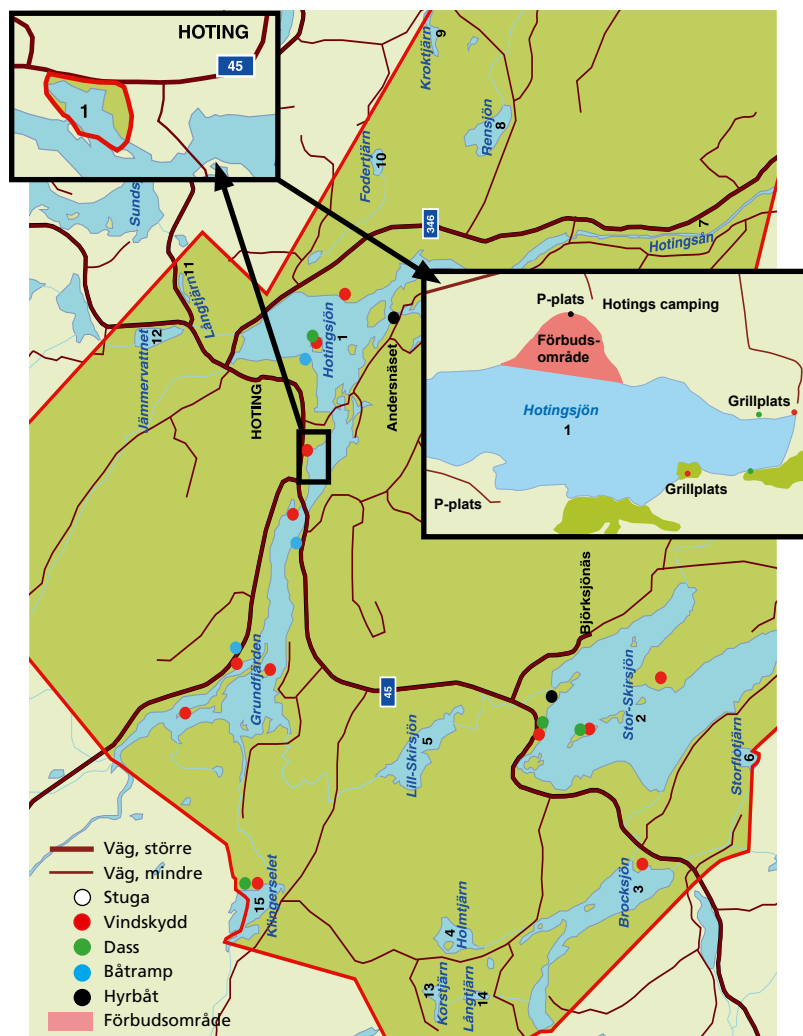 HOTING
45
1
Kroktjärn
9
Rensjön
8
Fodertjärn
10
346
7
Hotingsån
Sunds
11
Långtjärn
12
Jämmervattnet
Hotingsjön
1
HOTING
Andersnäset
P-plats
Hotings camping
Förbuds-
område
Hotingsjön
1
Grillplats
Grillplats
P-plats
Björksjönäs
Grundfjärden
45
Lill-Skirsjön
5
Stor-Skirsjön
2
Storflotjärn
6
Klingerselet
15
Brocksjön
3
4
Holmtjärn
13
Korstjärn
Långtjärn
14
Väg, större
Väg, mindre
Stuga
Vindskydd
Dass
Båtramp
Hyrbåt
Förbudsområde